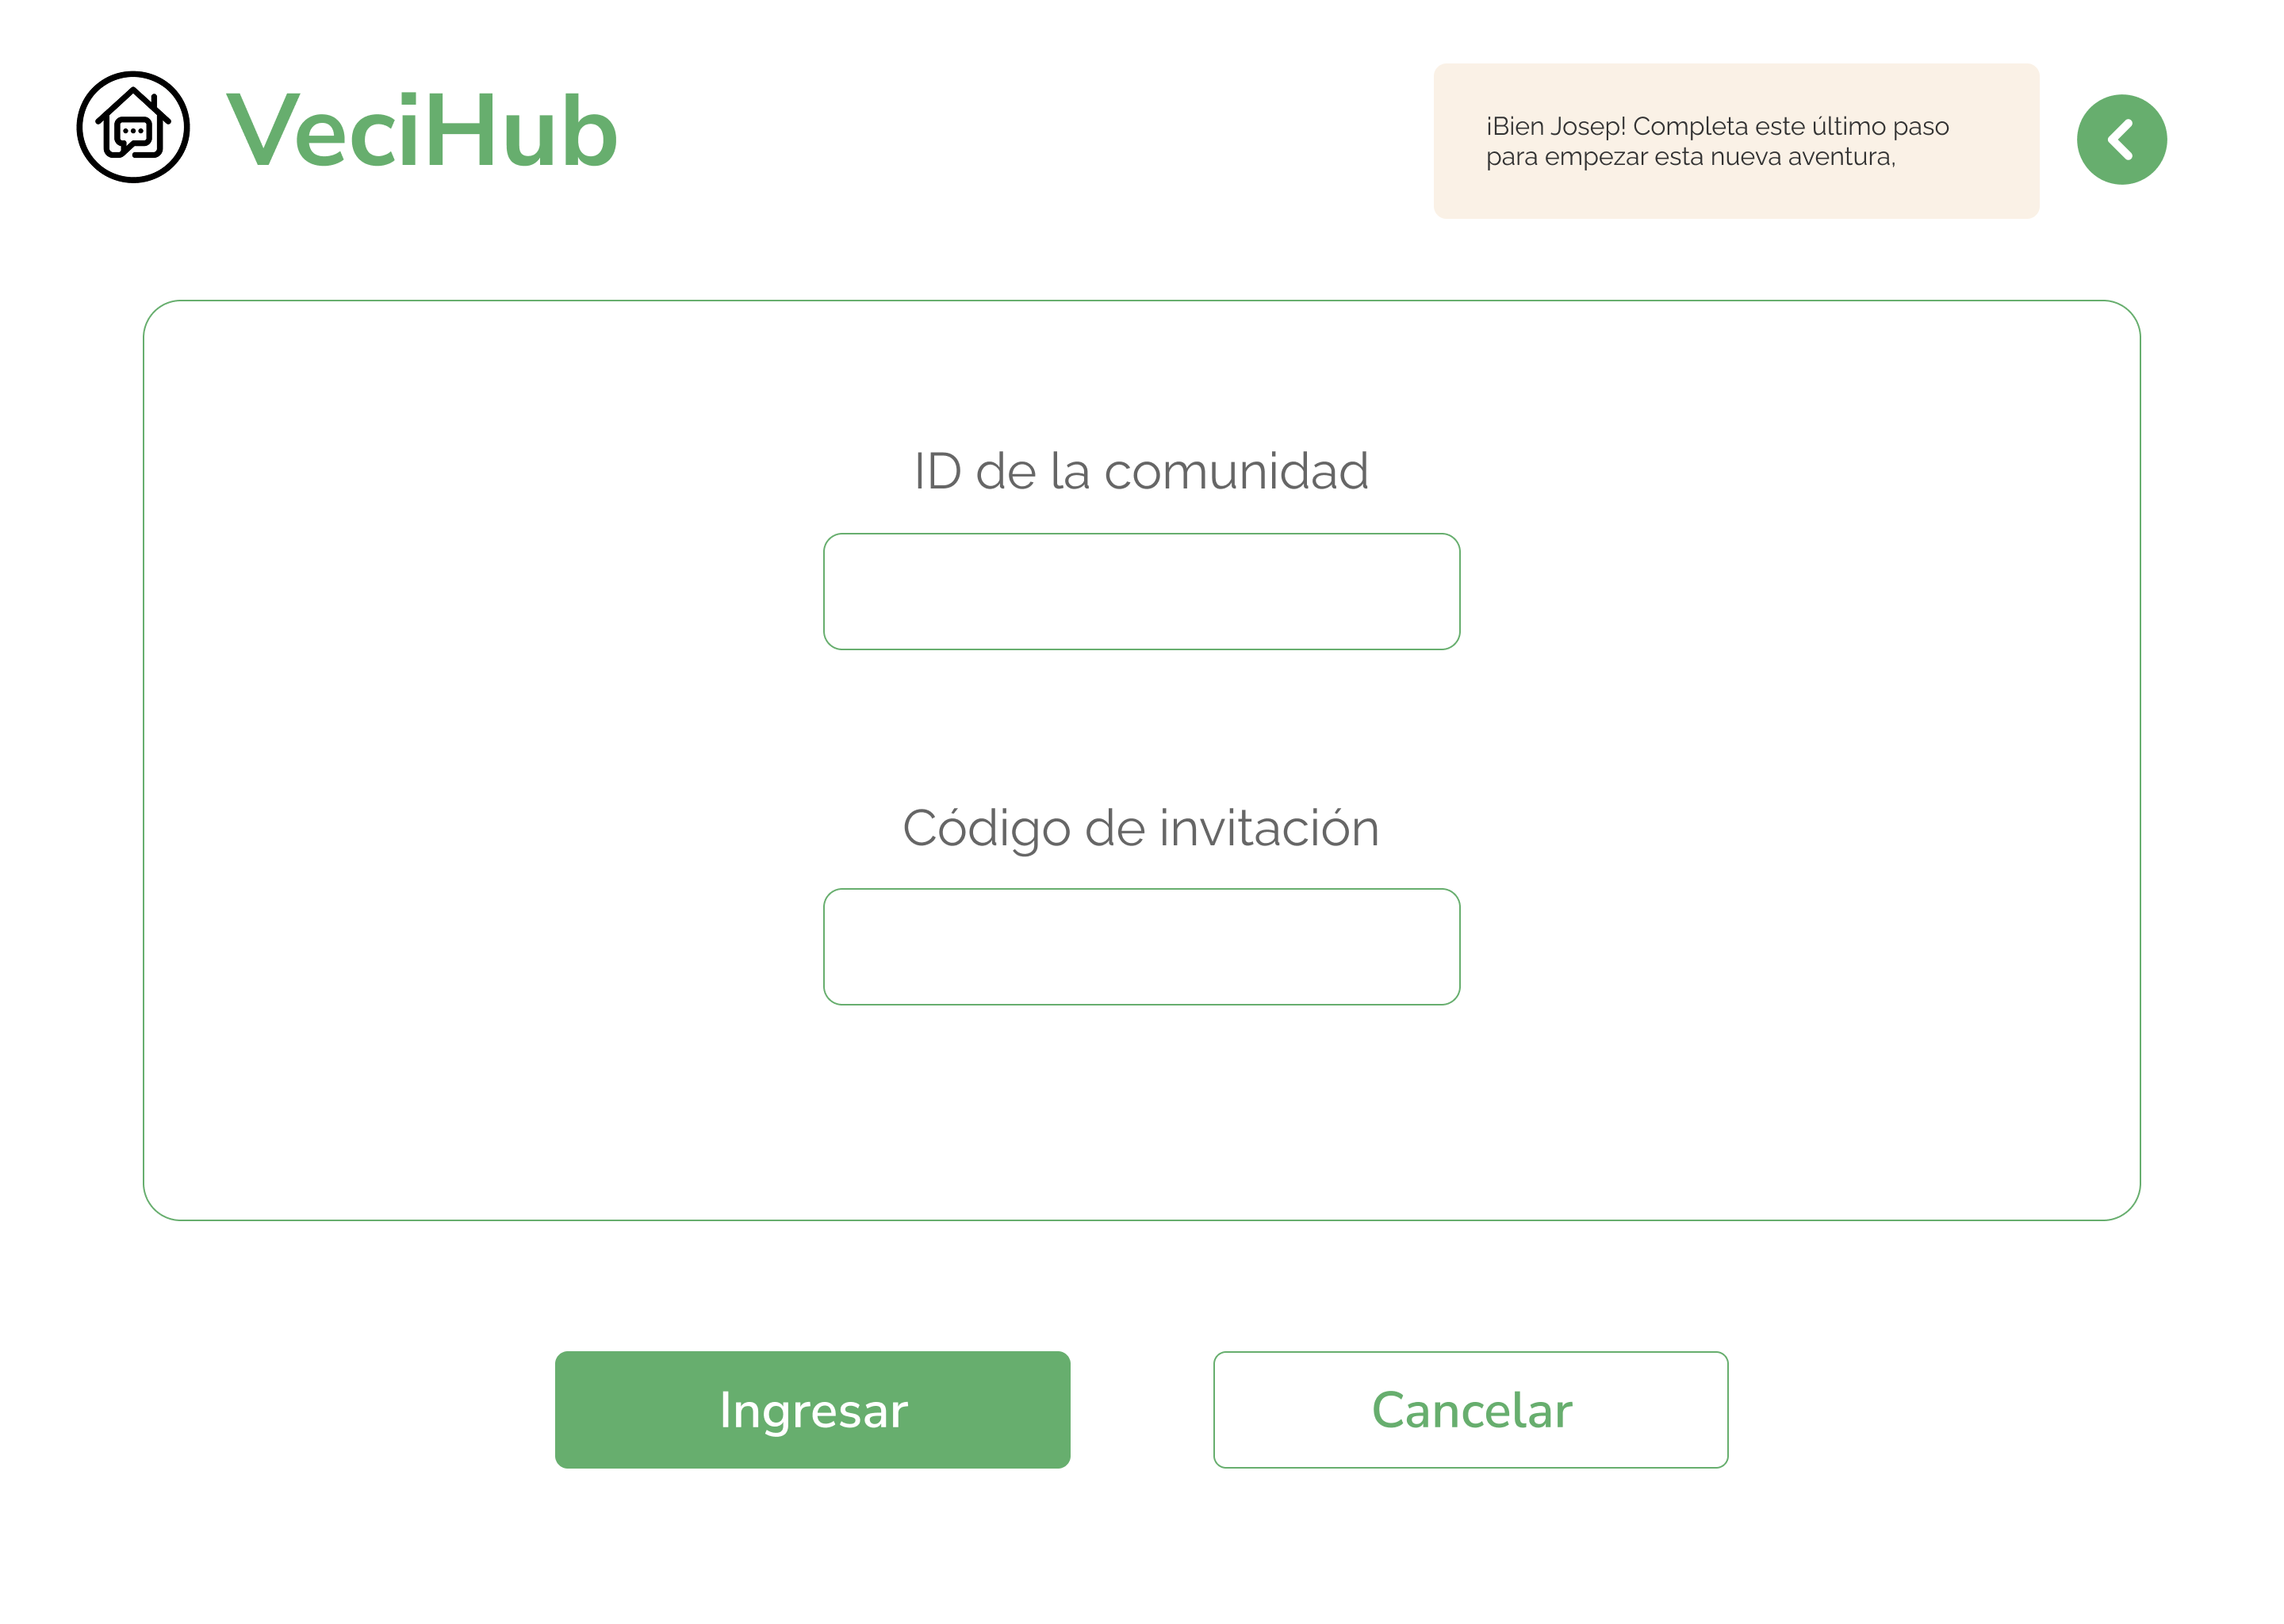 VeciHub
¡Bien Josep! Completa este último paso
para empezar esta nueva aventura,
ID de la comunidad
Código de invitación
Ingresar
Cancelar